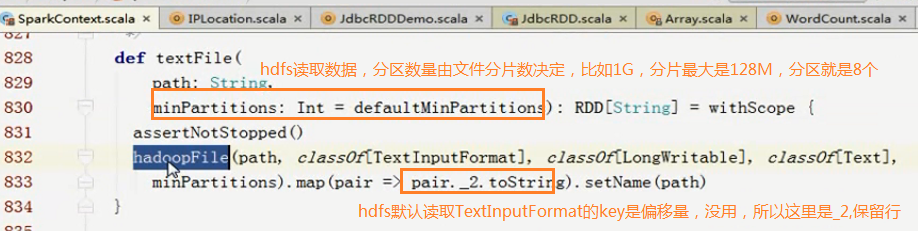 SparkContext.scala × IPLocation.scala × JdbcRDDDemo.scala × JdbcRDD.scala × Array.scala × WordCount.scala ×
827 */
828 def textFile(
hdfs读取数据，分区数量由文件分片数决定，比如1G，分片最大是128M，分区就是8个
829 path: String,
830 minPartitions: Int = defaultMinPartitions): RDD[String] = withScope {
831 assertNotStopped()
832 hadoopFile(path, classOf[TextInputFormat], classOf[LongWritable], classOf[Text],
833 minPartitions).map(pair => pair._2.toString).setName(path)
834 }
hdfs默认读取TextInputFormat的key是偏移量，没用，所以这里是_2,保留行